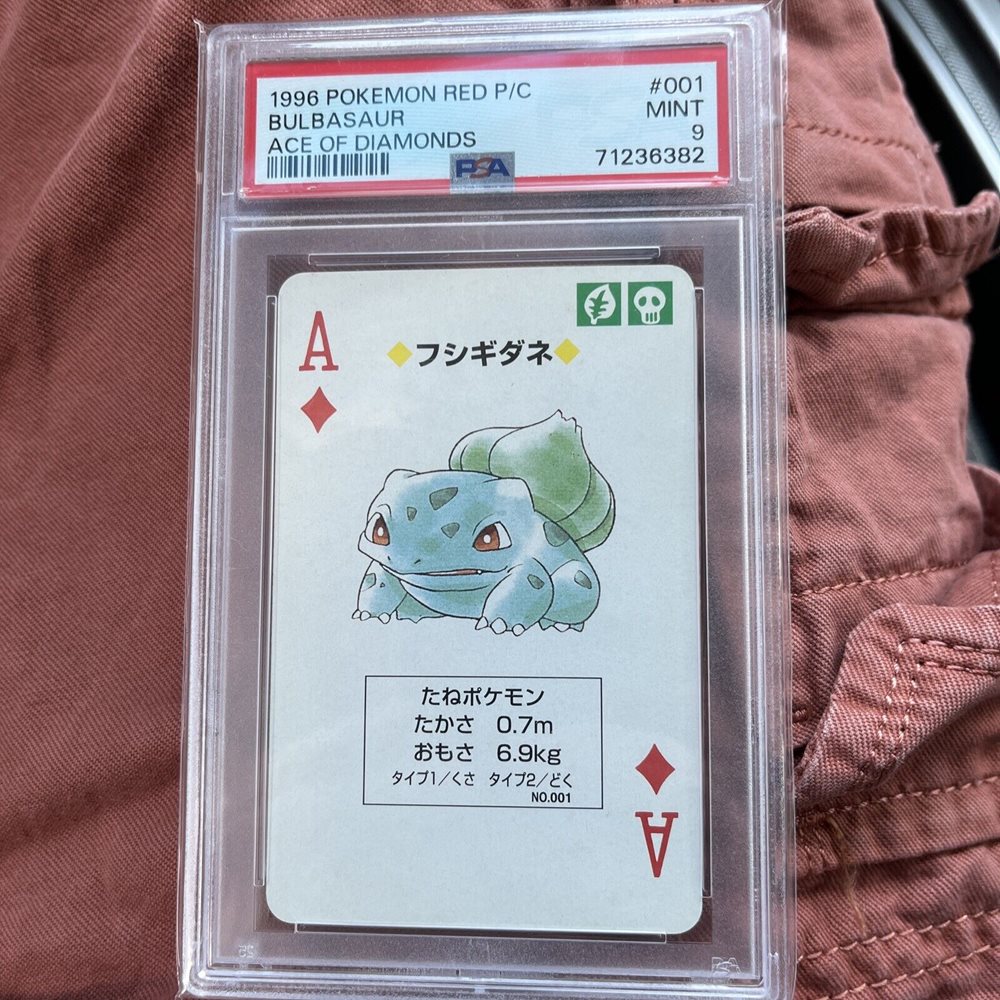 1996 POKEMON RED P/C #001
BULBASAUR MINT
ACE OF DIAMONDS 9
PSA 71236382
A
フシギダネ
たねポケモン
たかさ 0.7m
おもさ 6.9kg
タイプ1/くさ タイプ2/どく
NO.001
A
PSA